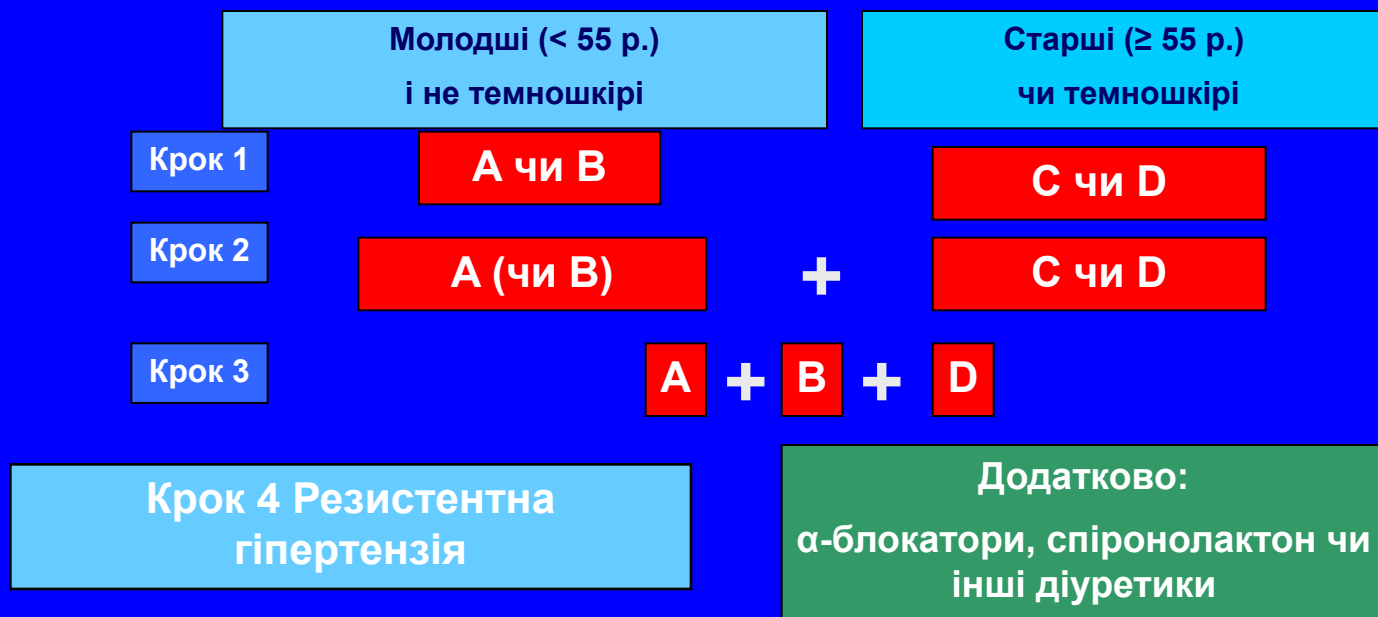 Молодші (< 55 р.)
і не темношкірі
Старші (≥ 55 р.)
чи темношкірі
Крок 1
А чи В
С чи D
Крок 2
А (чи В)
+
С чи D
Крок 3
А + В + D
Крок 4 Резистентна
гіпертензія
Додатково:
α-блокатори, спіронолактон чи
інші діуретики